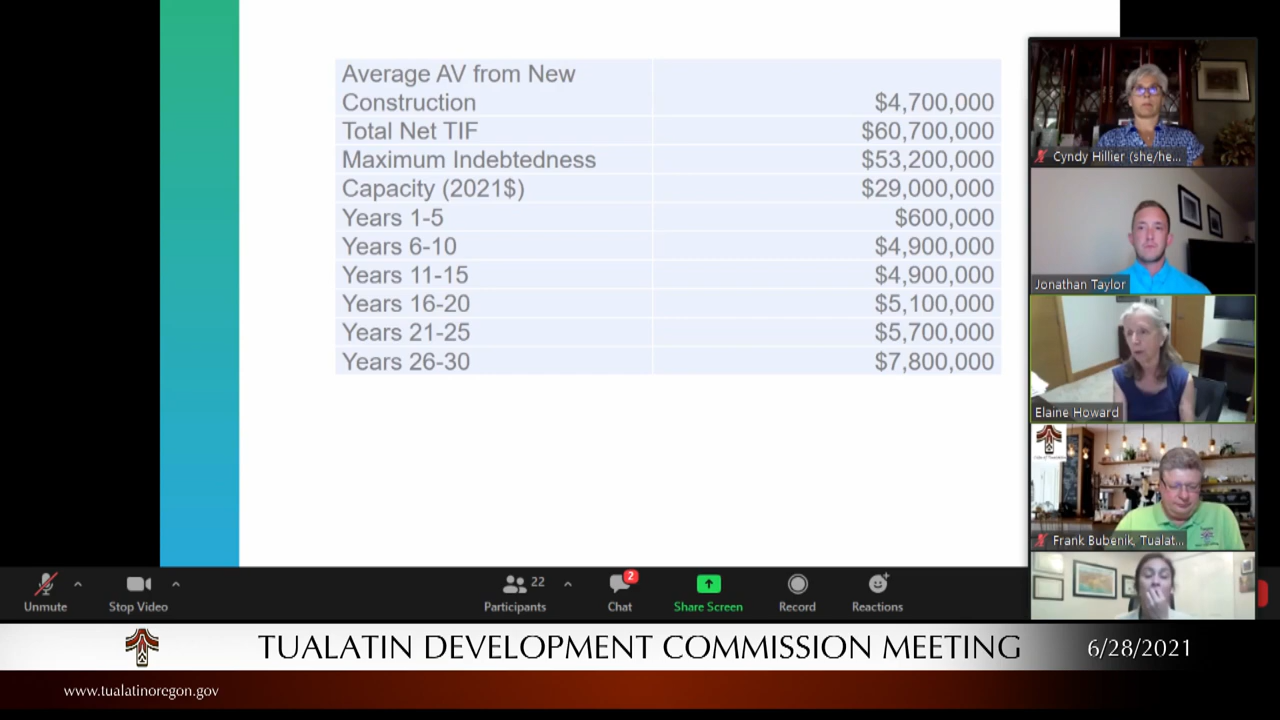 Average AV from New
Construction $4,700,000
Total Net TIF $60,700,000
Maximum Indebtedness $53,200,000
Capacity (2021$) $29,000,000
Years 1-5 $600,000
Years 6-10 $4,900,000
Years 11-15 $4,900,000
Years 16-20 $5,100,000
Years 21-25 $5,700,000
Years 26-30 $7,800,000
Cyndy Hillier (she/he...
Jonathan Taylor
Elaine Howard
Frank Bubenik, Tualat...
Unmute
Stop Video
22
Participants
2
Chat
Share Screen
Record
Reactions
TUALATIN DEVELOPMENT COMMISSION MEETING 6/28/2021
www.tualatinoregon.gov